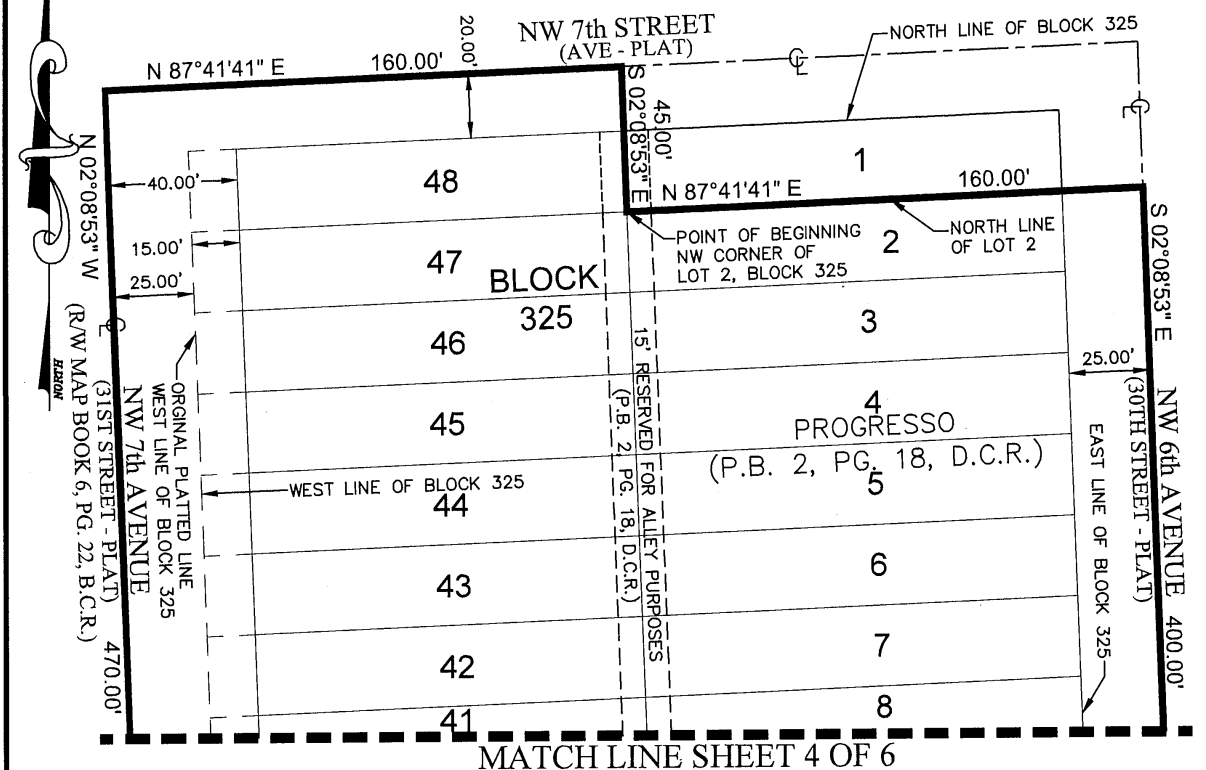 NW 7th STREET
(AVE - PLAT)
20.00'
NORTH LINE OF BLOCK 325
N 87°41'41" E
160.00'
S 02°08'53" E
45.00'
N 02°08'53" W
40.00'
48
1
N 87°41'41" E
160.00'
15.00'
25.00'
47
BLOCK
325
POINT OF BEGINNING
NW CORNER OF
LOT 2, BLOCK 325
2
NORTH LINE
OF LOT 2
S 02°08'53" E
NORTH
46
3
25.00'
(R/W MAP BOOK 6, PG. 22, B.C.R.)
(31ST STREET - PLAT)
NW 7th AVENUE
470.00'
ORGINAL PLATTED LINE
WEST LINE OF BLOCK 325
45
15' RESERVED FOR ALLEY PURPOSES
(P.B. 2, PG. 18, D.C.R.)
4
PROGRESSO
(P.B. 2, PG. 18, D.C.R.)
NW 6th AVENUE
(30TH STREET - PLAT)
400.00'
EAST LINE OF BLOCK 325
WEST LINE OF BLOCK 325
44
5
43
6
42
7
41
8
MATCH LINE SHEET 4 OF 6